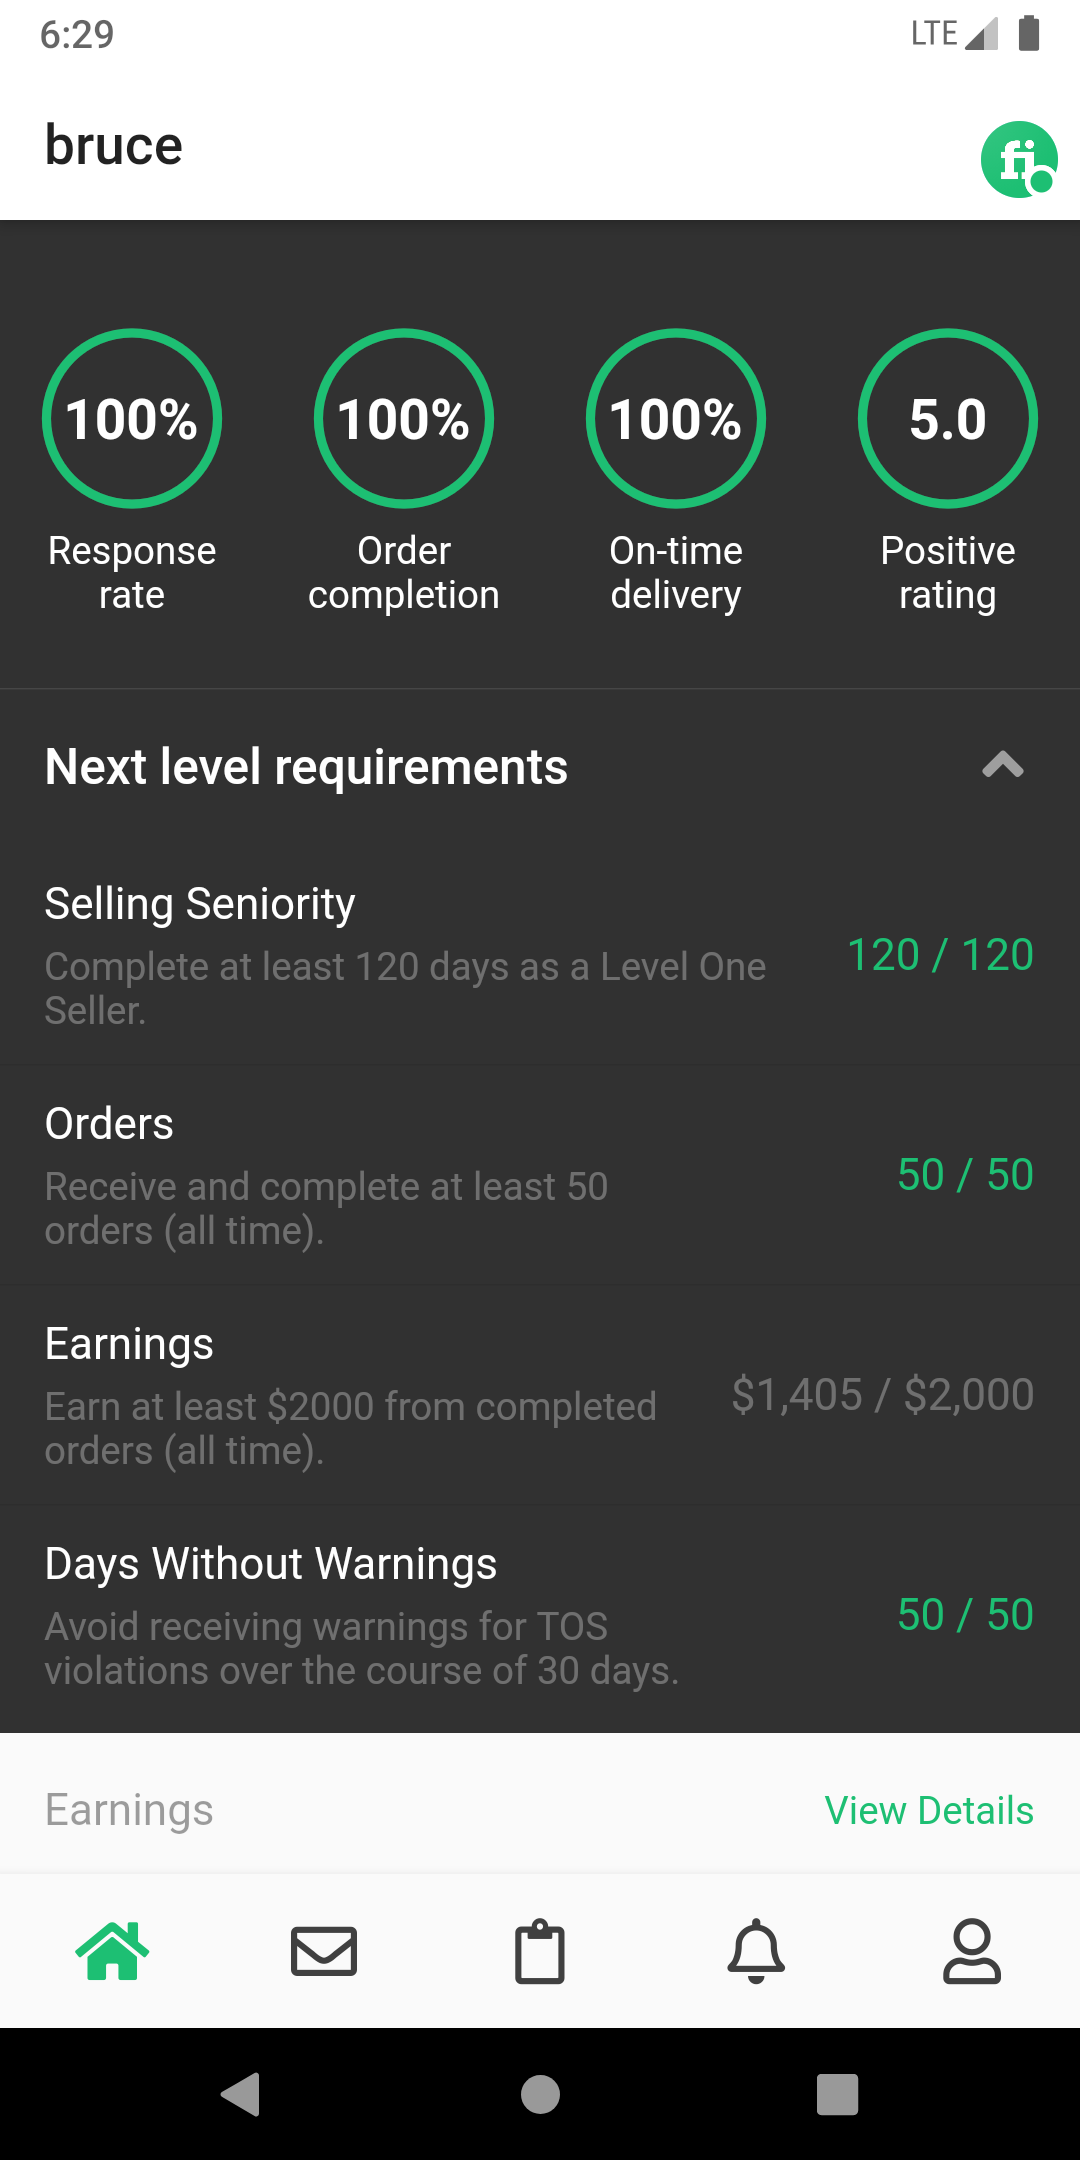 6:29
LTE
bruce
fi
100%
100%
100%
5.0
Response
rate
Order
completion
On-time
delivery
Positive
rating
Next level requirements
Selling Seniority
Complete at least 120 days as a Level One
Seller.
120 / 120
Orders
Receive and complete at least 50
orders (all time).
50 / 50
Earnings
Earn at least $2000 from completed
orders (all time).
$1,405 / $2,000
Days Without Warnings
Avoid receiving warnings for TOS
violations over the course of 30 days.
50 / 50
Earnings
View Details